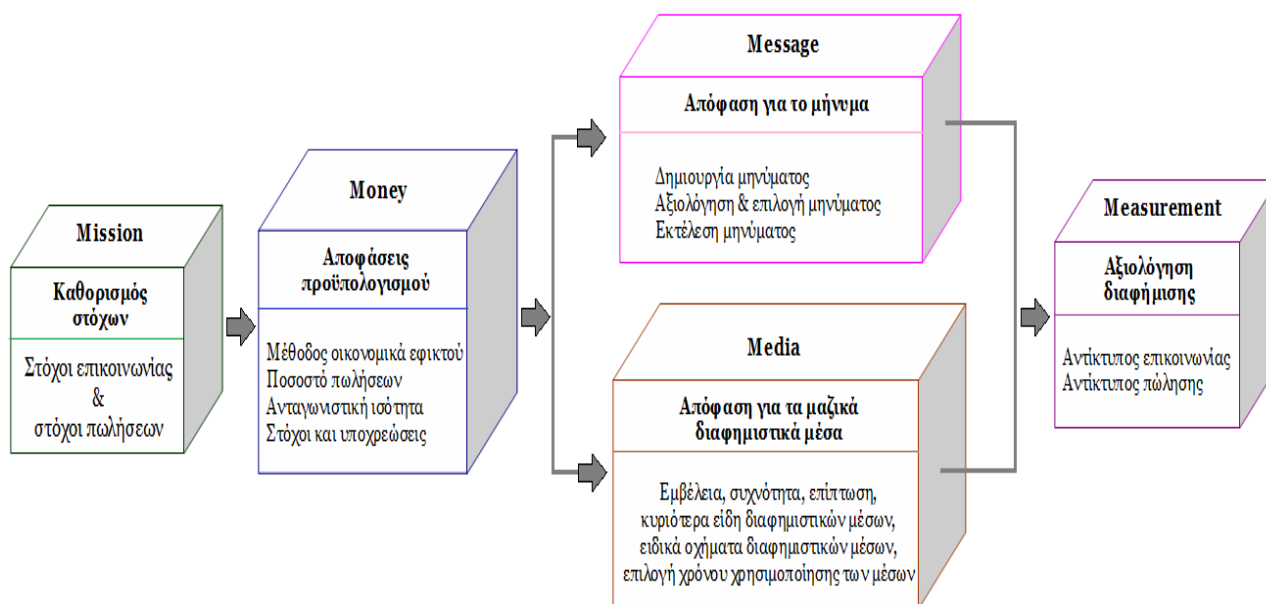 Mission
Καθορισμός
στόχων
Στόχοι επικοινωνίας
&
στόχοι πωλήσεων
Money
Αποφάσεις
προϋπολογισμού
Μέθοδος οικονομικά εφικτού
Ποσοστό πωλήσεων
Ανταγωνιστική ισότητα
Στόχοι και υποχρεώσεις
Message
Απόφαση για το μήνυμα
Δημιουργία μηνύματος
Αξιολόγηση & επιλογή μηνύματος
Εκτέλεση μηνύματος
Media
Απόφαση για τα μαζικά
διαφημιστικά μέσα
Εμβέλεια, συχνότητα, επίπτωση,
κυριότερα είδη διαφημιστικών μέσων,
ειδικά οχήματα διαφημιστικών μέσων,
επιλογή χρόνου χρησιμοποίησης των μέσων
Measurement
Αξιολόγηση
διαφήμισης
Αντίκτυπος επικοινωνίας
Αντίκτυπος πώλησης